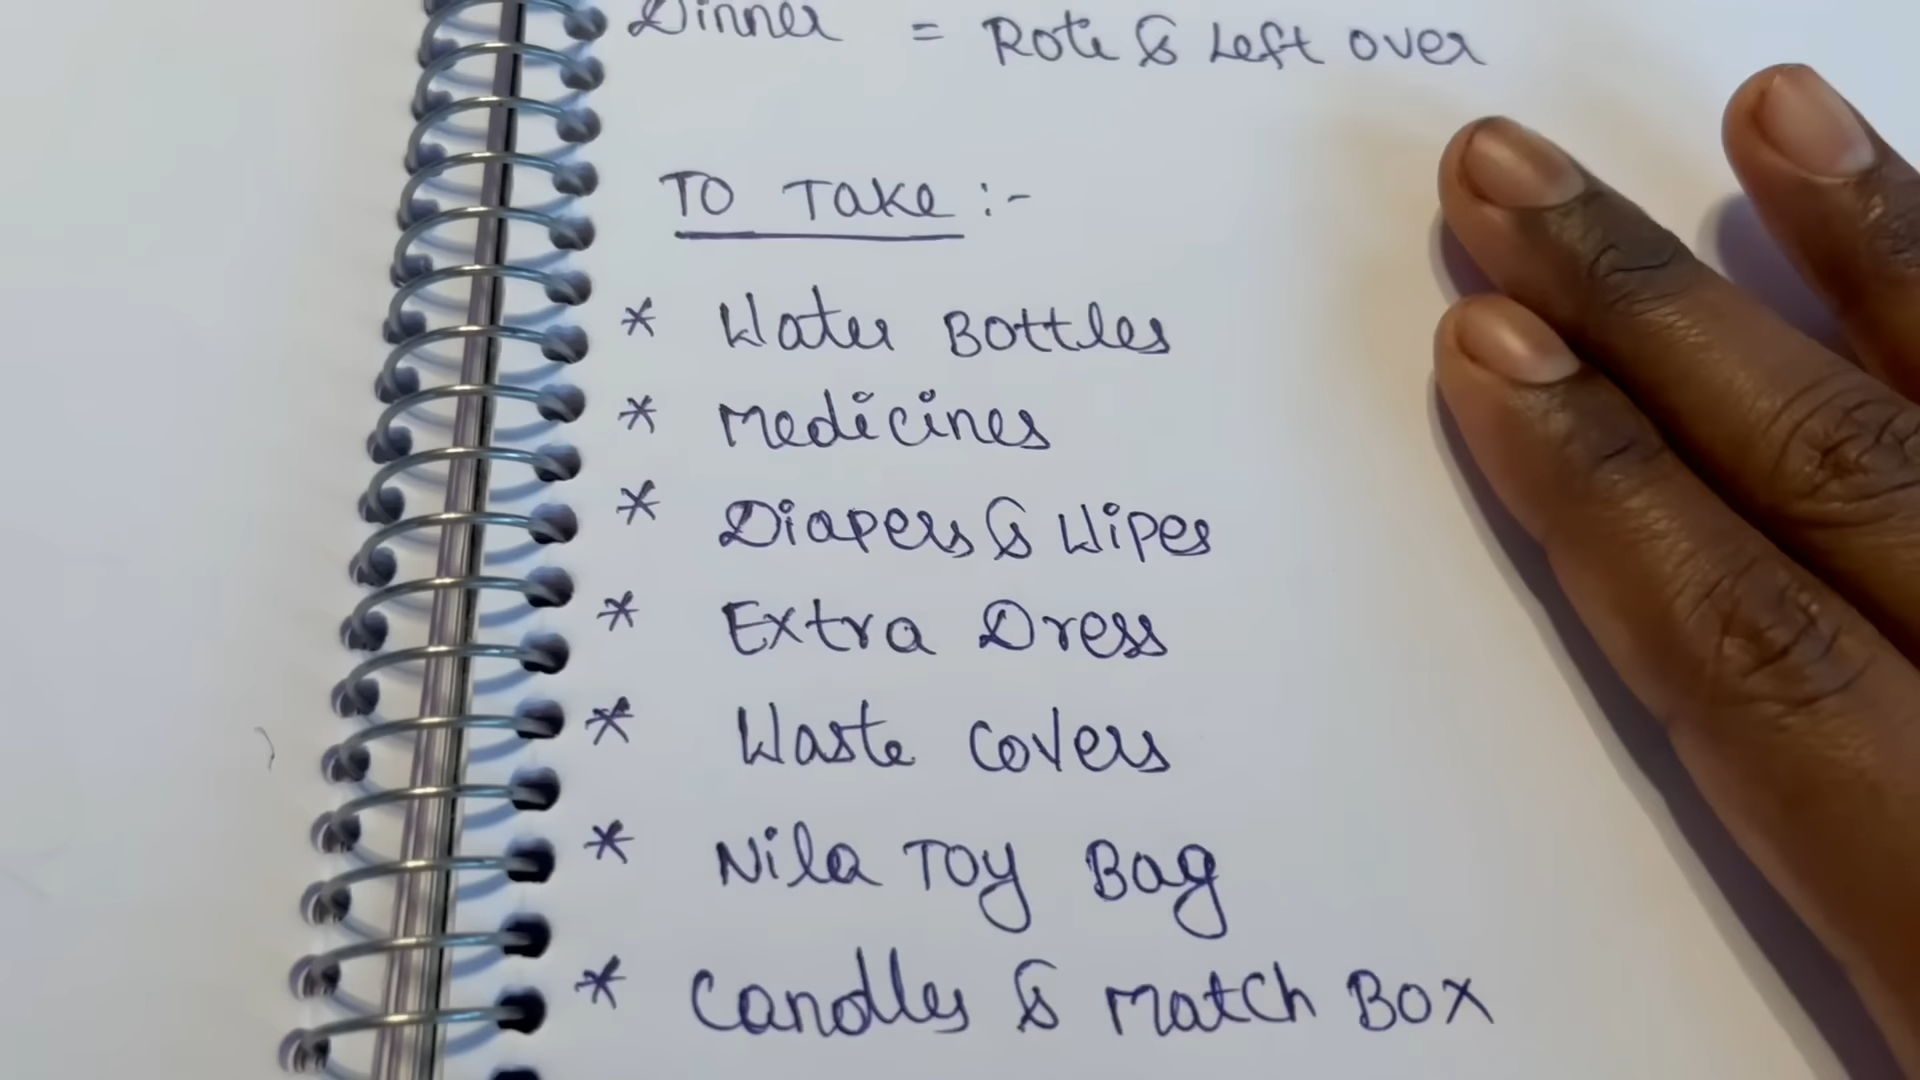 Dinner = Roti & Left over
TO TAKE :-
* Water Bottles
* Medicines
* Diapers & Wipes
* Extra Dress
* Waste Covers
* Nila Toy Bag
* Candles & Match Box